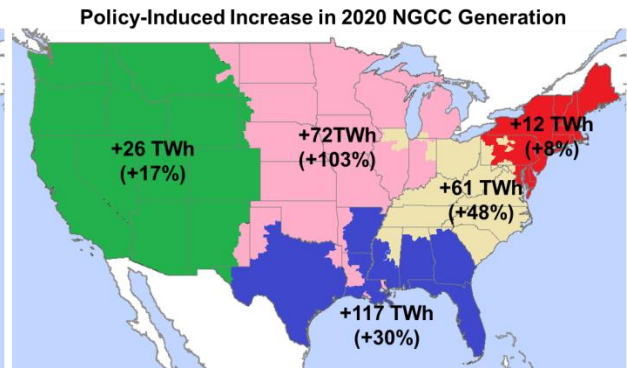 Policy-Induced Increase in 2020 NGCC Generation
+12 TWh
(+8%)
+72TWh
(+103%)
+26 TWh
(+17%)
+61 TWh
(+48%)
+117 TWh
(+30%)